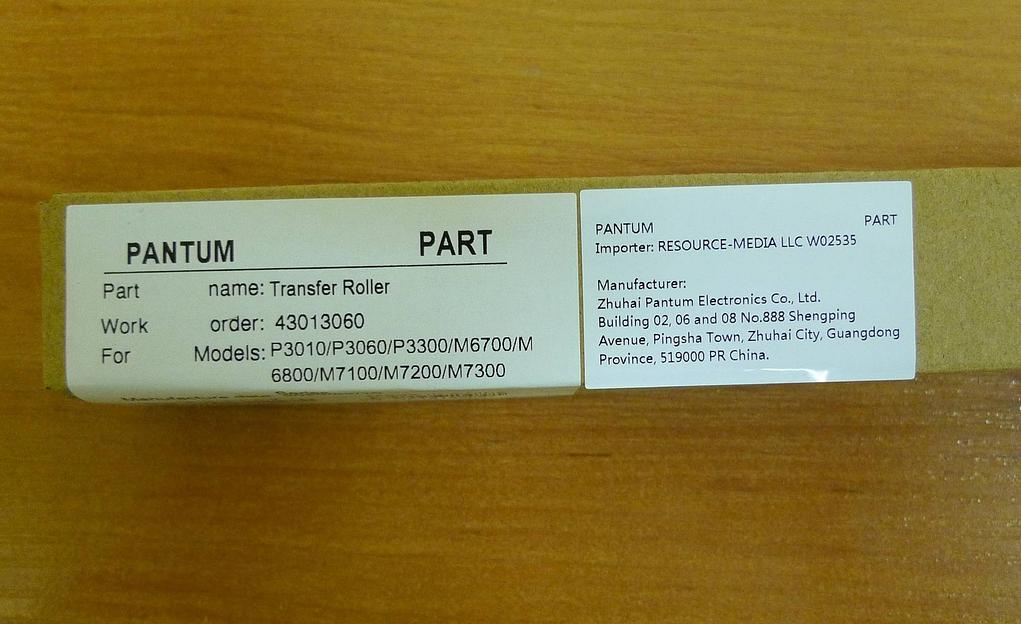 PANTUM PART
Part name: Transfer Roller
Work order: 43013060
For Models: P3010/P3060/P3300/M6700/M
6800/M7100/M7200/M7300
PANTUM PART
Importer: RESOURCE-MEDIA LLC W02535
Manufacturer:
Zhuhai Pantum Electronics Co., Ltd.
Building 02, 06 and 08 No.888 Shengping
Avenue, Pingsha Town, Zhuhai City, Guangdong
Province, 519000 PR China.